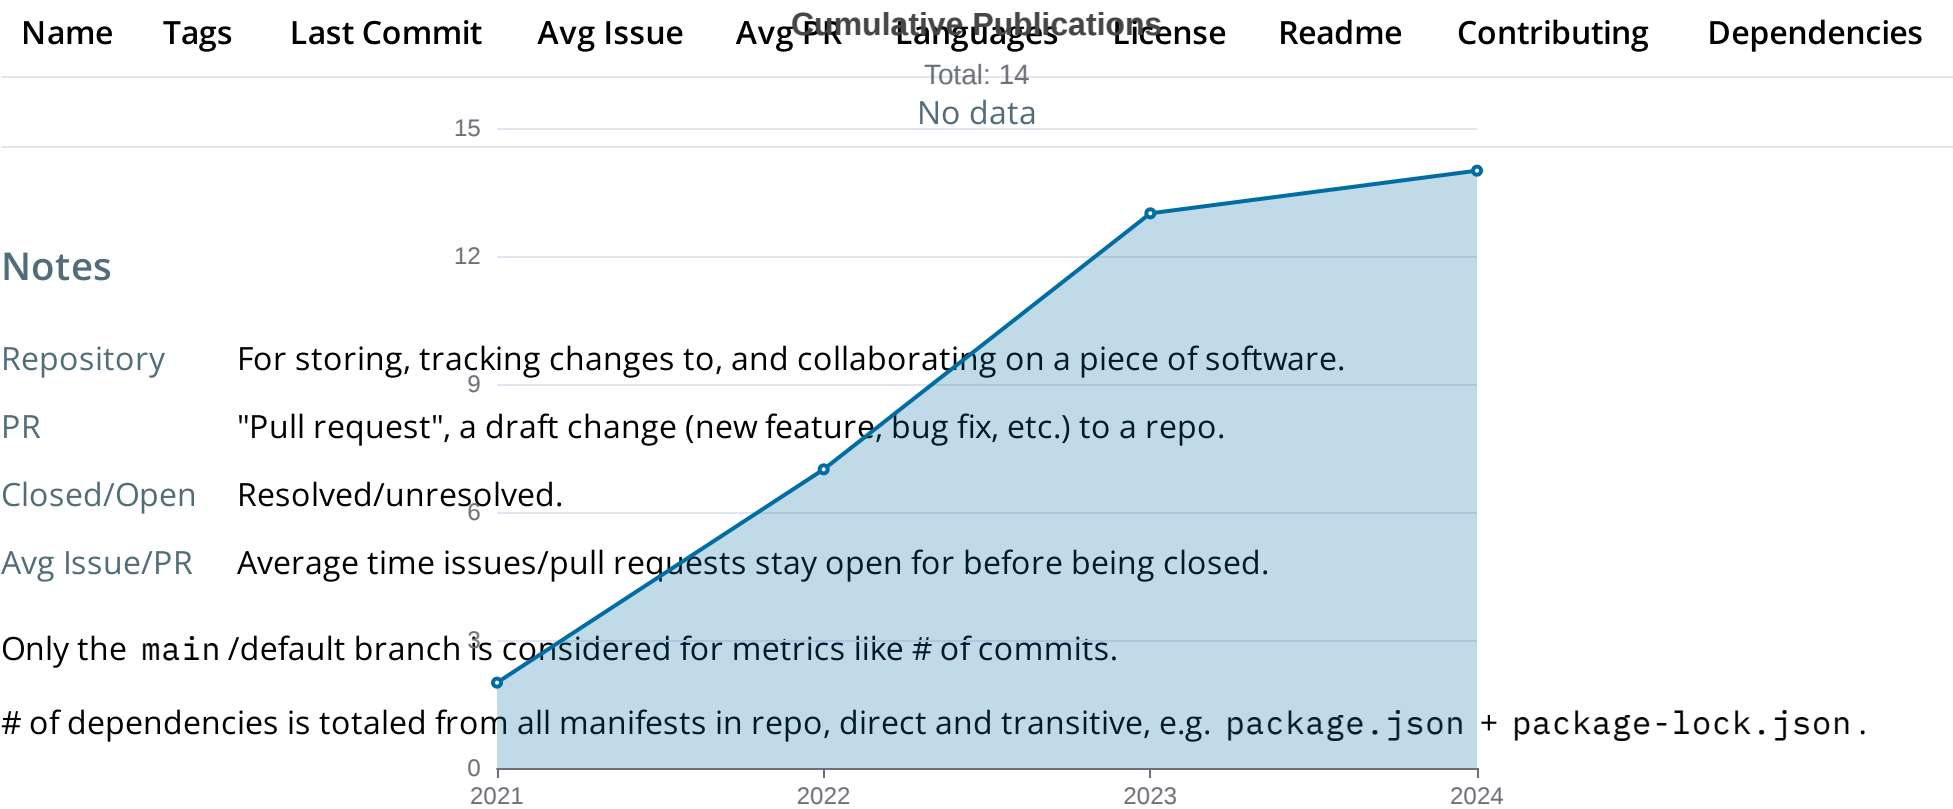 Cumulative Publications
Name Tags Last Commit Avg Issue Avg PR Languages License Readme Contributing Dependencies
Total: 14
No data
15
12
Notes
Repository For storing, tracking changes to, and collaborating on a piece of software.
9
PR "Pull request", a draft change (new feature, bug fix, etc.) to a repo.
Closed/Open Resolved/unresolved.
6
Avg Issue/PR Average time issues/pull requests stay open for before being closed.
3
Only the main /default branch is considered for metrics like # of commits.
# of dependencies is totaled from all manifests in repo, direct and transitive, e.g. package.json + package-lock.json .
0
2021 2022 2023 2024